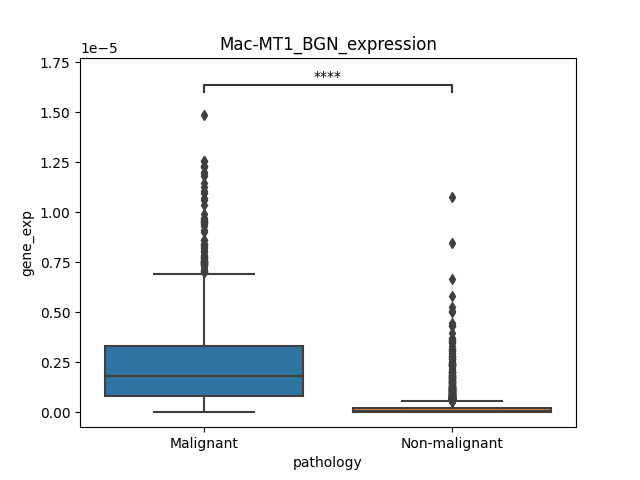 Mac-MT1_BGN_expression
1e−5
1.75
1.50
1.25
1.00
0.75
0.50
0.25
0.00
gene_exp
****
Malignant
Non-malignant
pathology